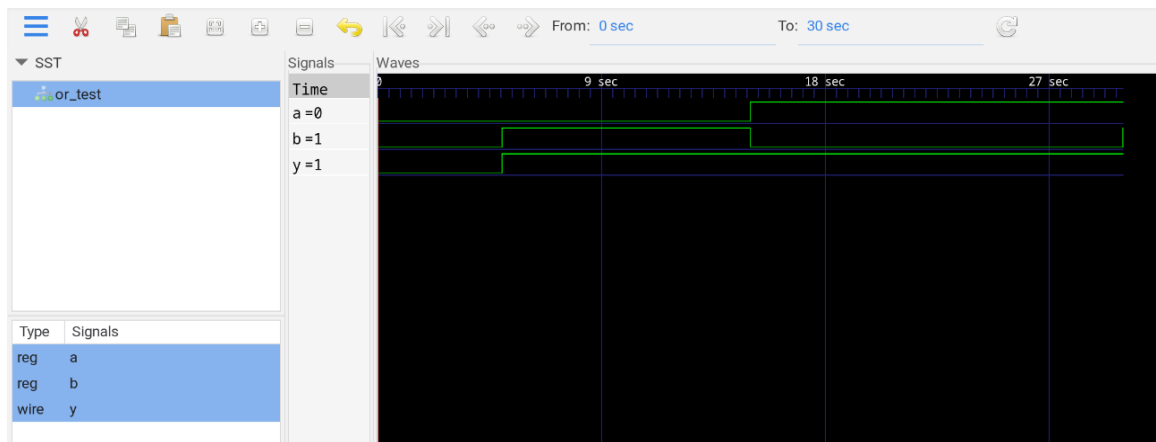 From: 0 sec To: 30 sec
SST
or_test
Type Signals
reg a
reg b
wire y
Signals
Time
a =0
b =1
y =1
Waves
0 9 sec 18 sec 27 sec